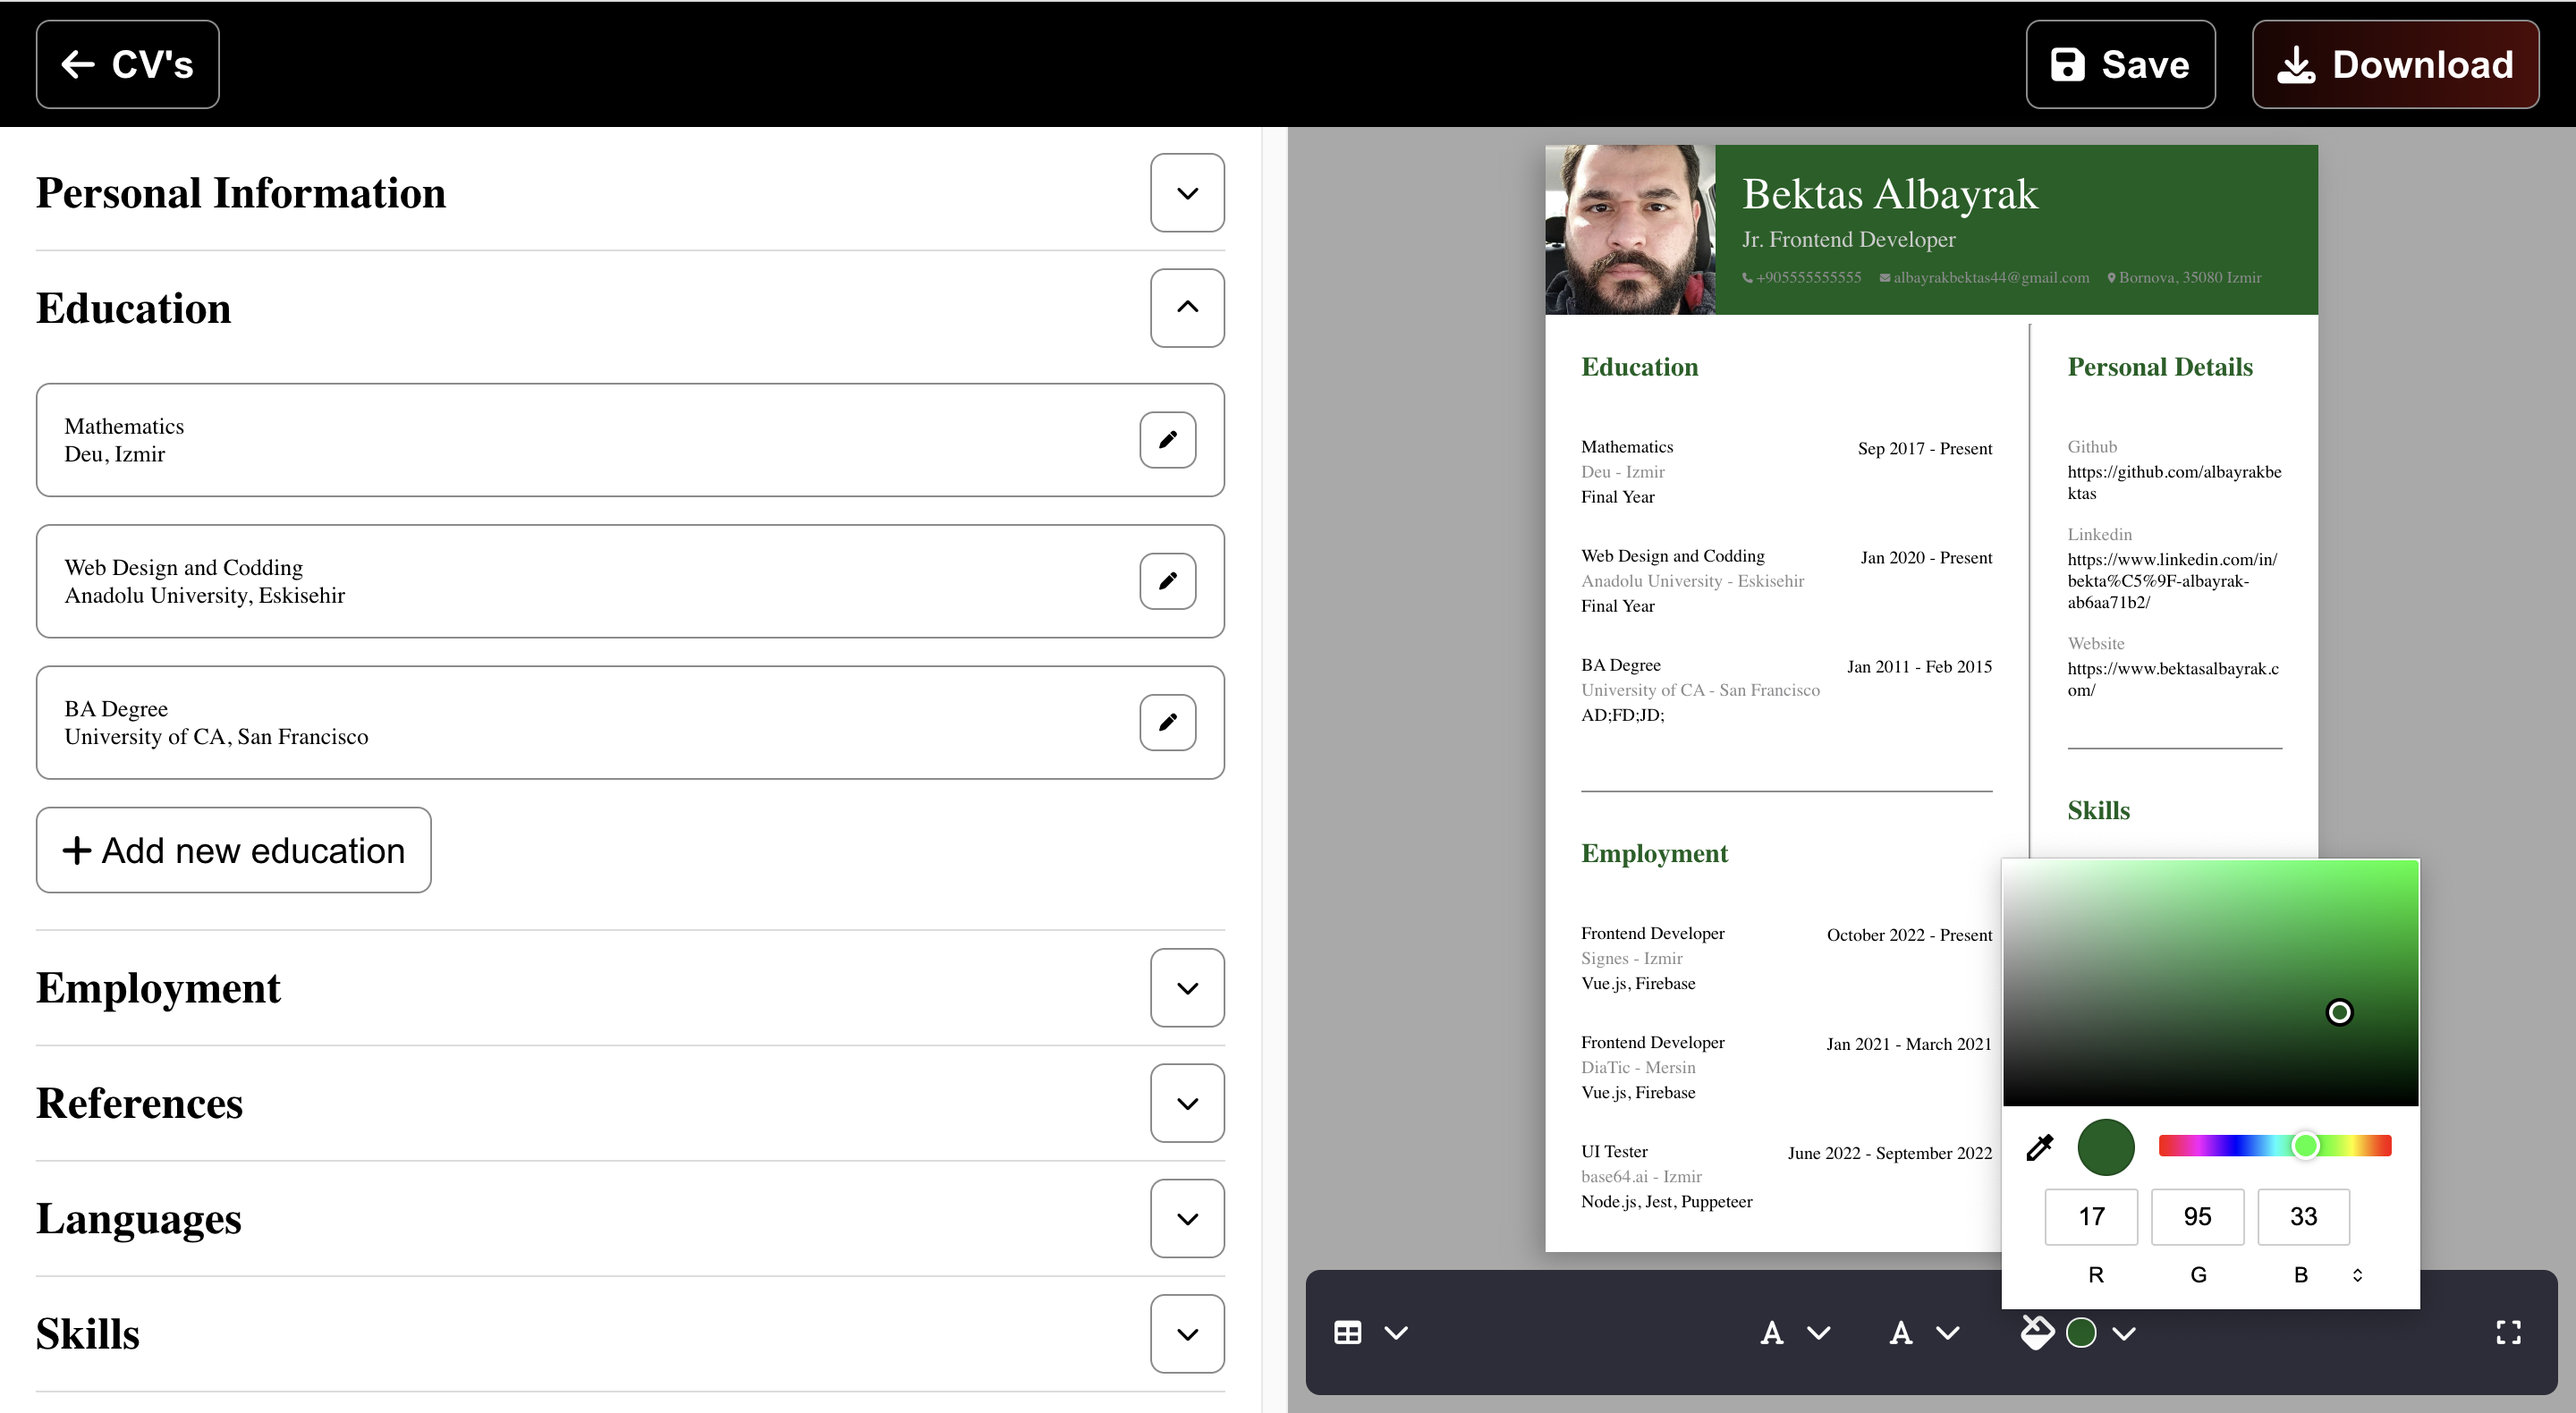 CV's
Save
Download
Personal Information
Education
Mathematics
Deu, Izmir
Web Design and Codding
Anadolu University, Eskisehir
BA Degree
University of CA, San Francisco
Add new education
Employment
References
Languages
Skills
Bektas Albayrak
Jr. Frontend Developer
+905555555555 albayrakbektas44@gmail.com Bornova, 35080 Izmir
Education
Mathematics Sep 2017 - Present
Deu - Izmir
Final Year
Web Design and Codding Jan 2020 - Present
Anadolu University - Eskisehir
Final Year
BA Degree Jan 2011 - Feb 2015
University of CA - San Francisco
AD;FD;JD;
Employment
Frontend Developer October 2022 - Present
Signes - Izmir
Vue.js, Firebase
Frontend Developer Jan 2021 - March 2021
DiaTic - Mersin
Vue.js, Firebase
UI Tester June 2022 - September 2022
base64.ai - Izmir
Node.js, Jest, Puppeteer
Personal Details
Github
https://github.com/albayrakbe
ktas
Linkedin
https://www.linkedin.com/in/
bekta%C5%9F-albayrak-
ab6aa71b2/
Website
https://www.bektasalbayrak.c
om/
Skills
17 95 33
R G B
A A